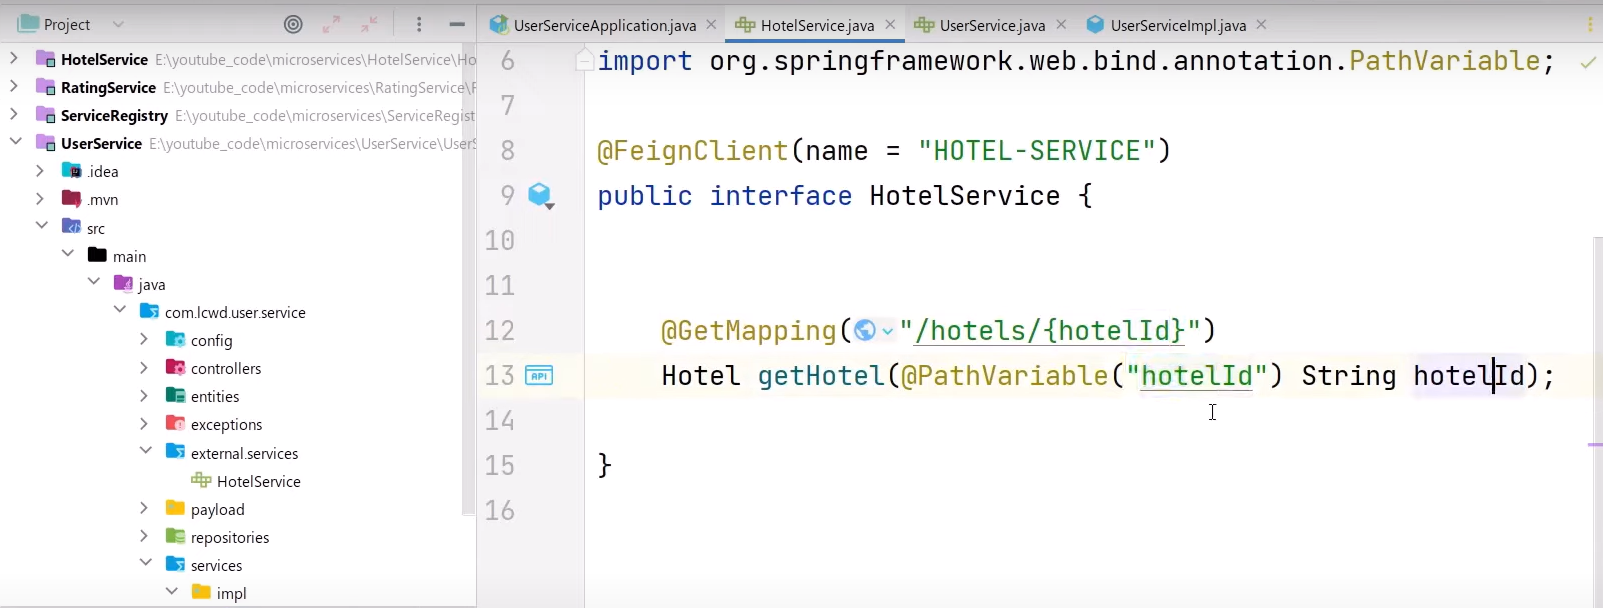 Project
UserServiceApplication.java
HotelService.java
UserService.java
UserServiceImpl.java
HotelService E:\youtube_code\microservices\HotelService\Ho
RatingService E:\youtube_code\microservices\RatingService\
ServiceRegistry E:\youtube_code\microservices\ServiceRegist
UserService E:\youtube_code\microservices\UserService\User
.idea
.mvn
src
main
java
com.lcwd.user.service
config
controllers
entities
exceptions
external.services
HotelService
payload
repositories
services
impl
6 import org.springframework.web.bind.annotation.PathVariable;
7
8 @FeignClient(name = "HOTEL-SERVICE")
9 public interface HotelService {
10
11
12 @GetMapping("/hotels/{hotelId}")
13 API Hotel getHotel(@PathVariable("hotelId") String hotelId);
14
15 }
16